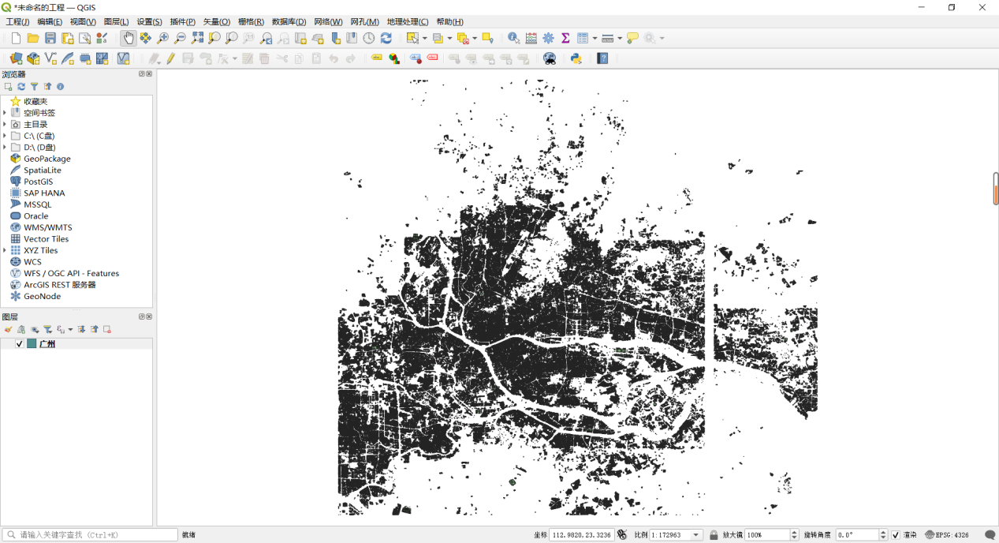 *未命名的工程 — QGIS
工程(J) 编辑(E) 视图(V) 图层(L) 设置(S) 插件(P) 矢量(O) 栅格(R) 数据库(D) 网络(W) 网孔(M) 地理处理(C) 帮助(H)
浏览器
收藏夹
空间书签
主目录
C:\ (C盘)
D:\ (D盘)
GeoPackage
SpatiaLite
PostGIS
SAP HANA
MSSQL
Oracle
WMS/WMTS
Vector Tiles
XYZ Tiles
WCS
WFS / OGC API - Features
ArcGIS REST 服务器
GeoNode
图层
广州
请输入关键字查找 (Ctrl+K) 就绪 坐标 112.9820,23.3236 比例 1:172963 放大镜 100% 旋转角度 0.0° 渲染 EPSG:4326